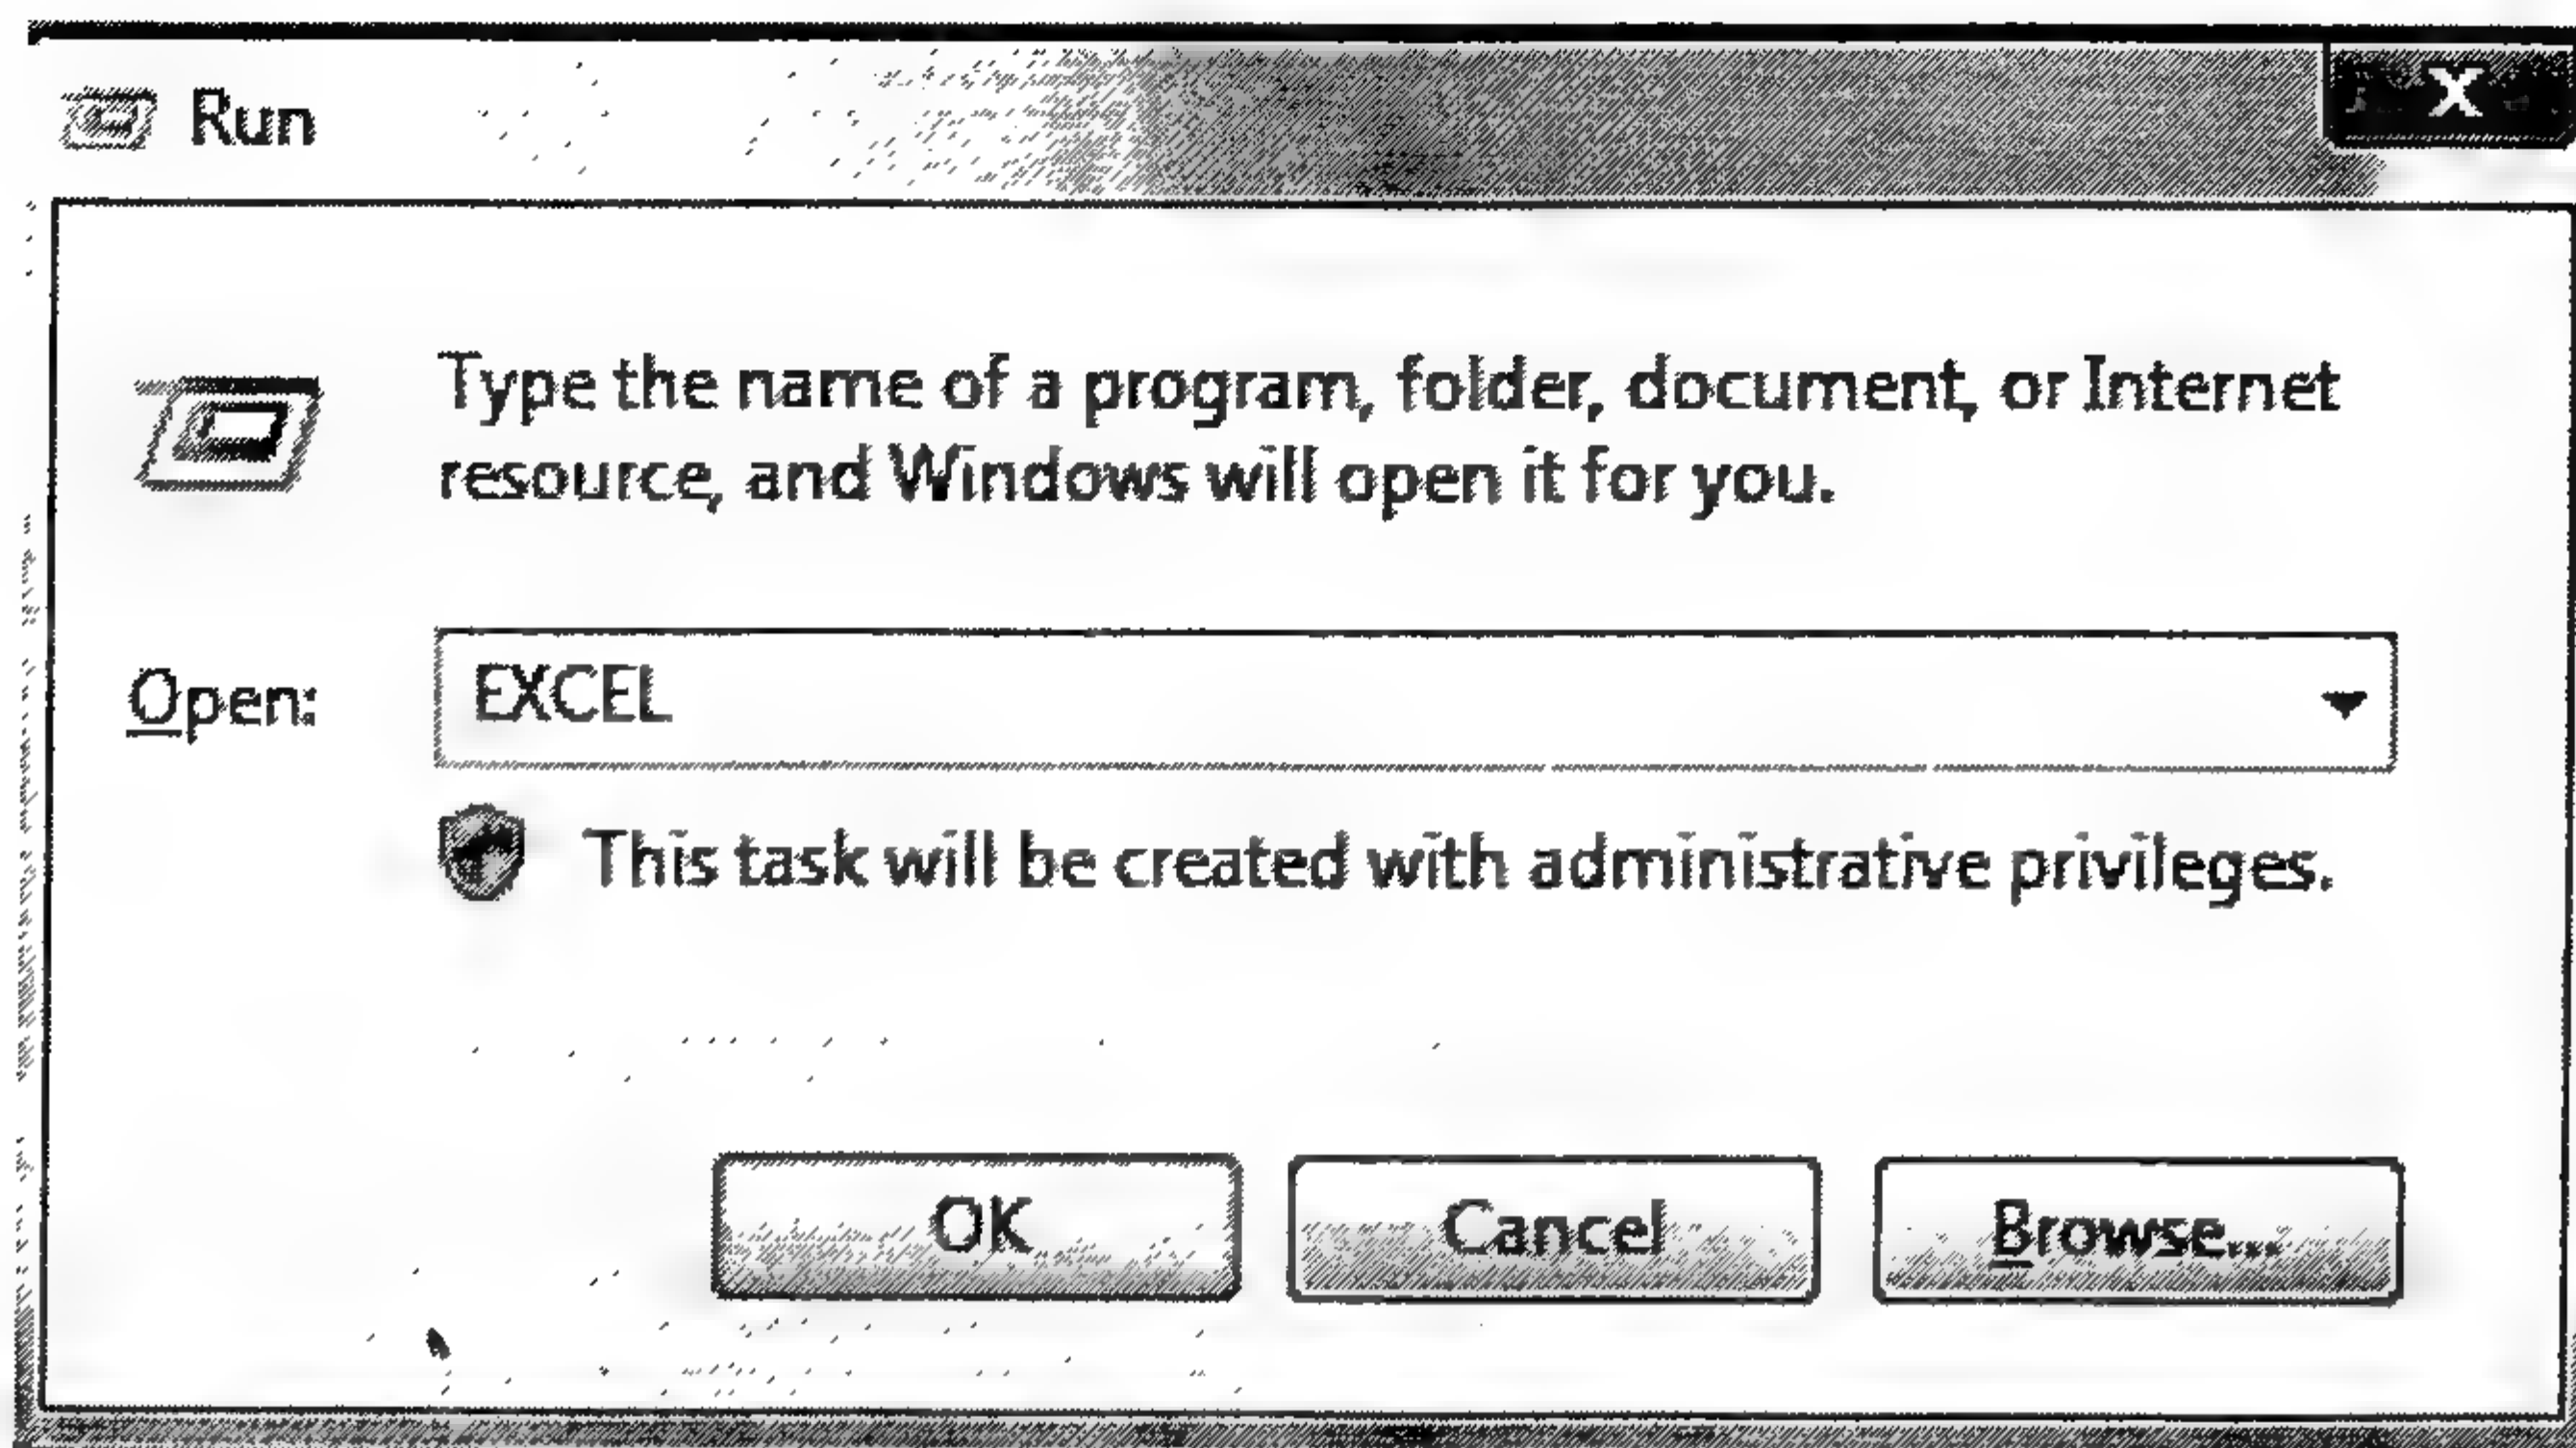 Run
X
Type the name of a program, folder, document, or Internet
resource, and Windows will open it for you.
Open:
EXCEL
This task will be created with administrative privileges.
OK
Cancel
Browse...